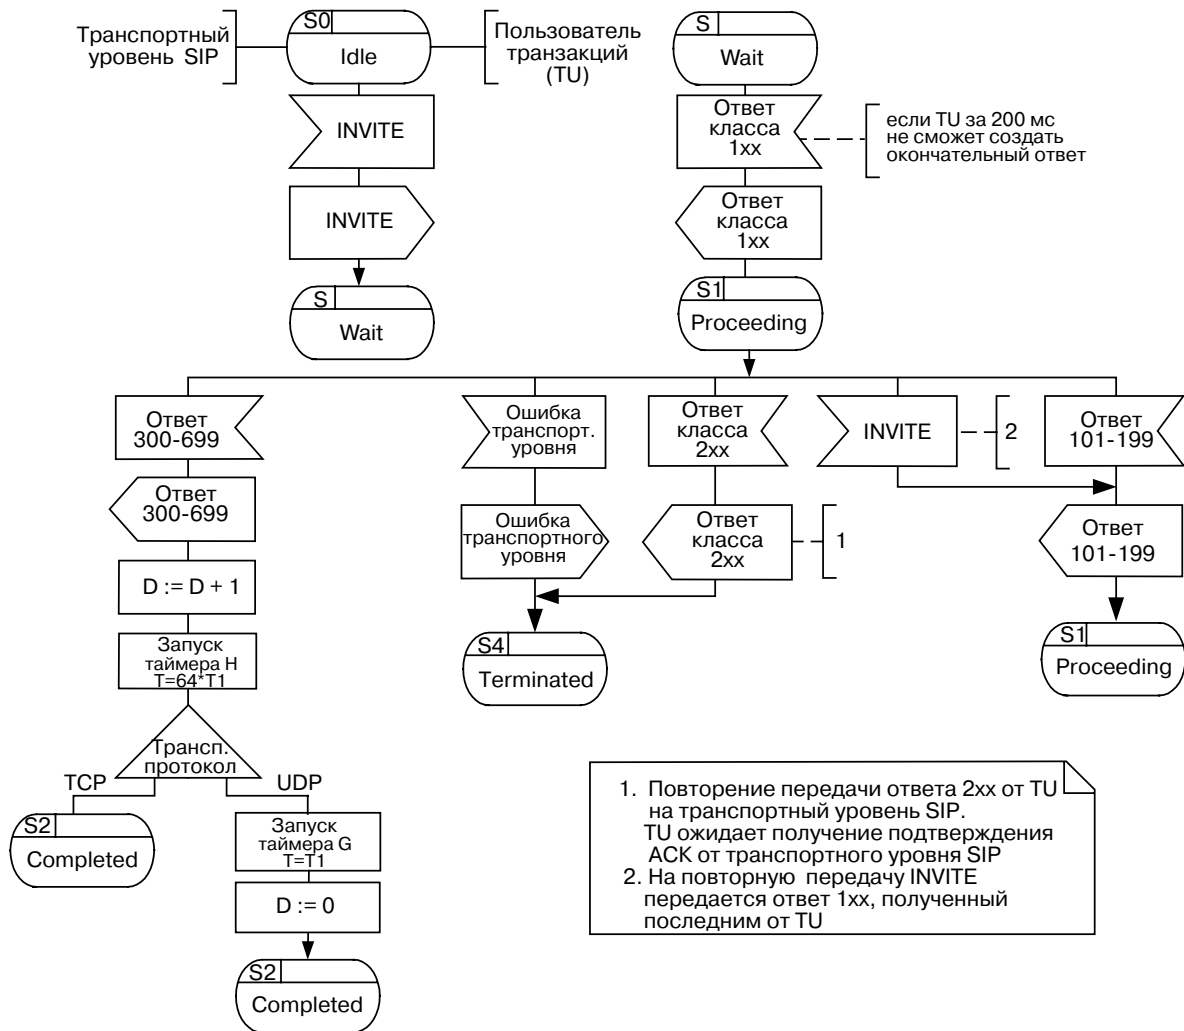 Транспортный
уровень SIP
S0
Idle
Пользователь
транзакций
(TU)
INVITE
INVITE
S
Wait
S
Wait
Ответ
класса
1xx
если TU за 200 мс
не сможет создать
окончательный ответ
Ответ
класса
1xx
S1
Proceeding
Ответ
300-699
Ответ
300-699
D := D + 1
Запуск
таймера H
T=64*T1
Трансп.
протокол
TCP
UDP
S2
Completed
Запуск
таймера G
T=T1
D := 0
S2
Completed
Ошибка
транспорт.
уровня
Ошибка
транспортного
уровня
S4
Terminated
Ответ
класса
2xx
Ответ
класса
2xx
1
INVITE
2
Ответ
101-199
Ответ
101-199
S1
Proceeding
1. Повторение передачи ответа 2xx от TU
на транспортный уровень SIP.
TU ожидает получение подтверждения
ACK от транспортного уровня SIP
2. На повторную передачу INVITE
передается ответ 1xx, полученный
последним от TU